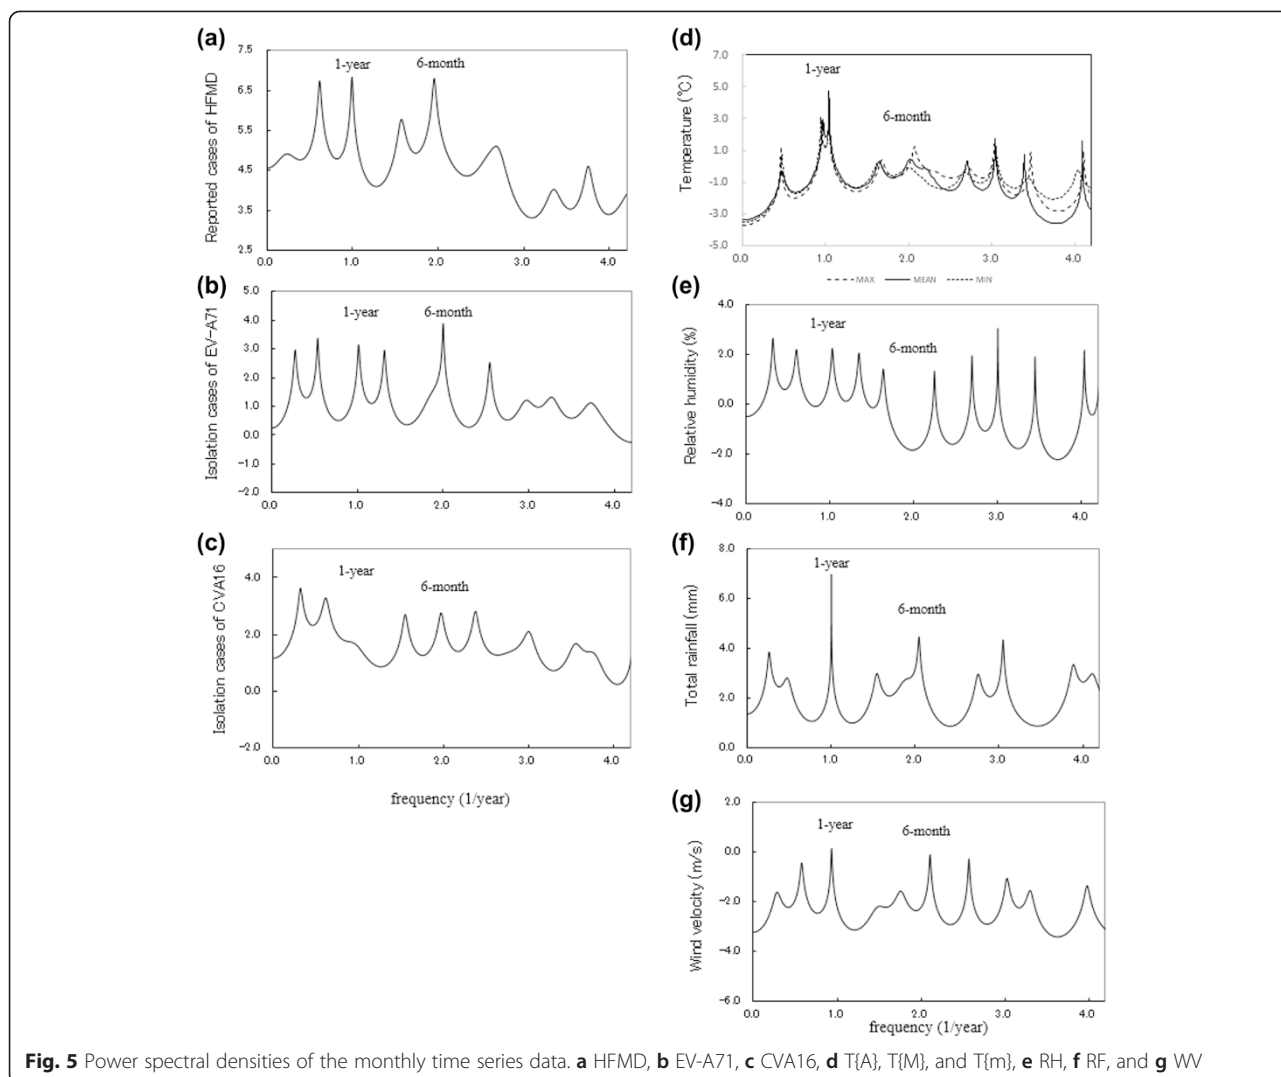 (a)
7.5
6.5
5.5
4.5
3.5
2.5
Reported cases of HFMD
1-year
6-month
0.0 1.0 2.0 3.0 4.0
(b)
5.0
4.0
3.0
2.0
1.0
0.0
-1.0
-2.0
Isolation cases of EV-A71
1-year
6-month
0.0 1.0 2.0 3.0 4.0
(c)
4.0
2.0
0.0
-2.0
Isolation cases of CVA16
1-year
6-month
0.0 1.0 2.0 3.0 4.0
frequency (1/year)
(d)
7.0
5.0
3.0
1.0
-1.0
-3.0
-5.0
Temperature (°C)
1-year
6-month
0.0 1.0 2.0 3.0 4.0
MAX MEAN MIN
(e)
4.0
2.0
0.0
-2.0
-4.0
Relative humidity (%)
1-year
6-month
0.0 1.0 2.0 3.0 4.0
(f)
8.0
6.0
4.0
2.0
0.0
Total rainfall (mm)
1-year
6-month
0.0 1.0 2.0 3.0 4.0
(g)
2.0
0.0
-2.0
-4.0
-6.0
Wind velocity (m/s)
1-year
6-month
0.0 1.0 2.0 3.0 4.0
frequency (1/year)
Fig. 5 Power spectral densities of the monthly time series data. a HFMD, b EV-A71, c CVA16, d T{A}, T{M}, and T{m}, e RH, f RF, and g WV